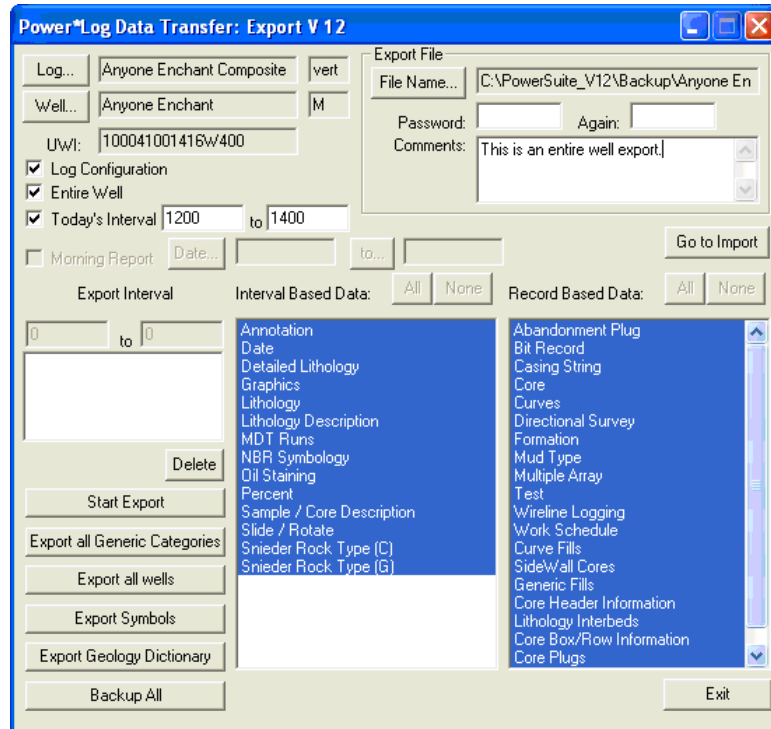 Power*Log Data Transfer: Export V 12
Log... Anyone Enchant Composite vert
Well... Anyone Enchant M
UWI: 100041001416W400
Log Configuration
Entire Well
Today's Interval 1200 to 1400
Morning Report Date... to...
Export File
File Name... C:\PowerSuite_V12\Backup\Anyone En
Password: Again:
Comments: This is an entire well export.
Go to Import
Export Interval
0 to 0
Delete
Start Export
Export all Generic Categories
Export all wells
Export Symbols
Export Geology Dictionary
Backup All
Interval Based Data: All None
Annotation
Date
Detailed Lithology
Graphics
Lithology
Lithology Description
MDT Runs
NBR Symbology
Oil Staining
Percent
Sample / Core Description
Slide / Rotate
Snieder Rock Type (C)
Snieder Rock Type (G)
Record Based Data: All None
Abandonment Plug
Bit Record
Casing String
Core
Curves
Directional Survey
Formation
Mud Type
Multiple Array
Test
Wireline Logging
Work Schedule
Curve Fills
SideWall Cores
Generic Fills
Core Header Information
Lithology Interbeds
Core Box/Row Information
Core Plugs
Exit